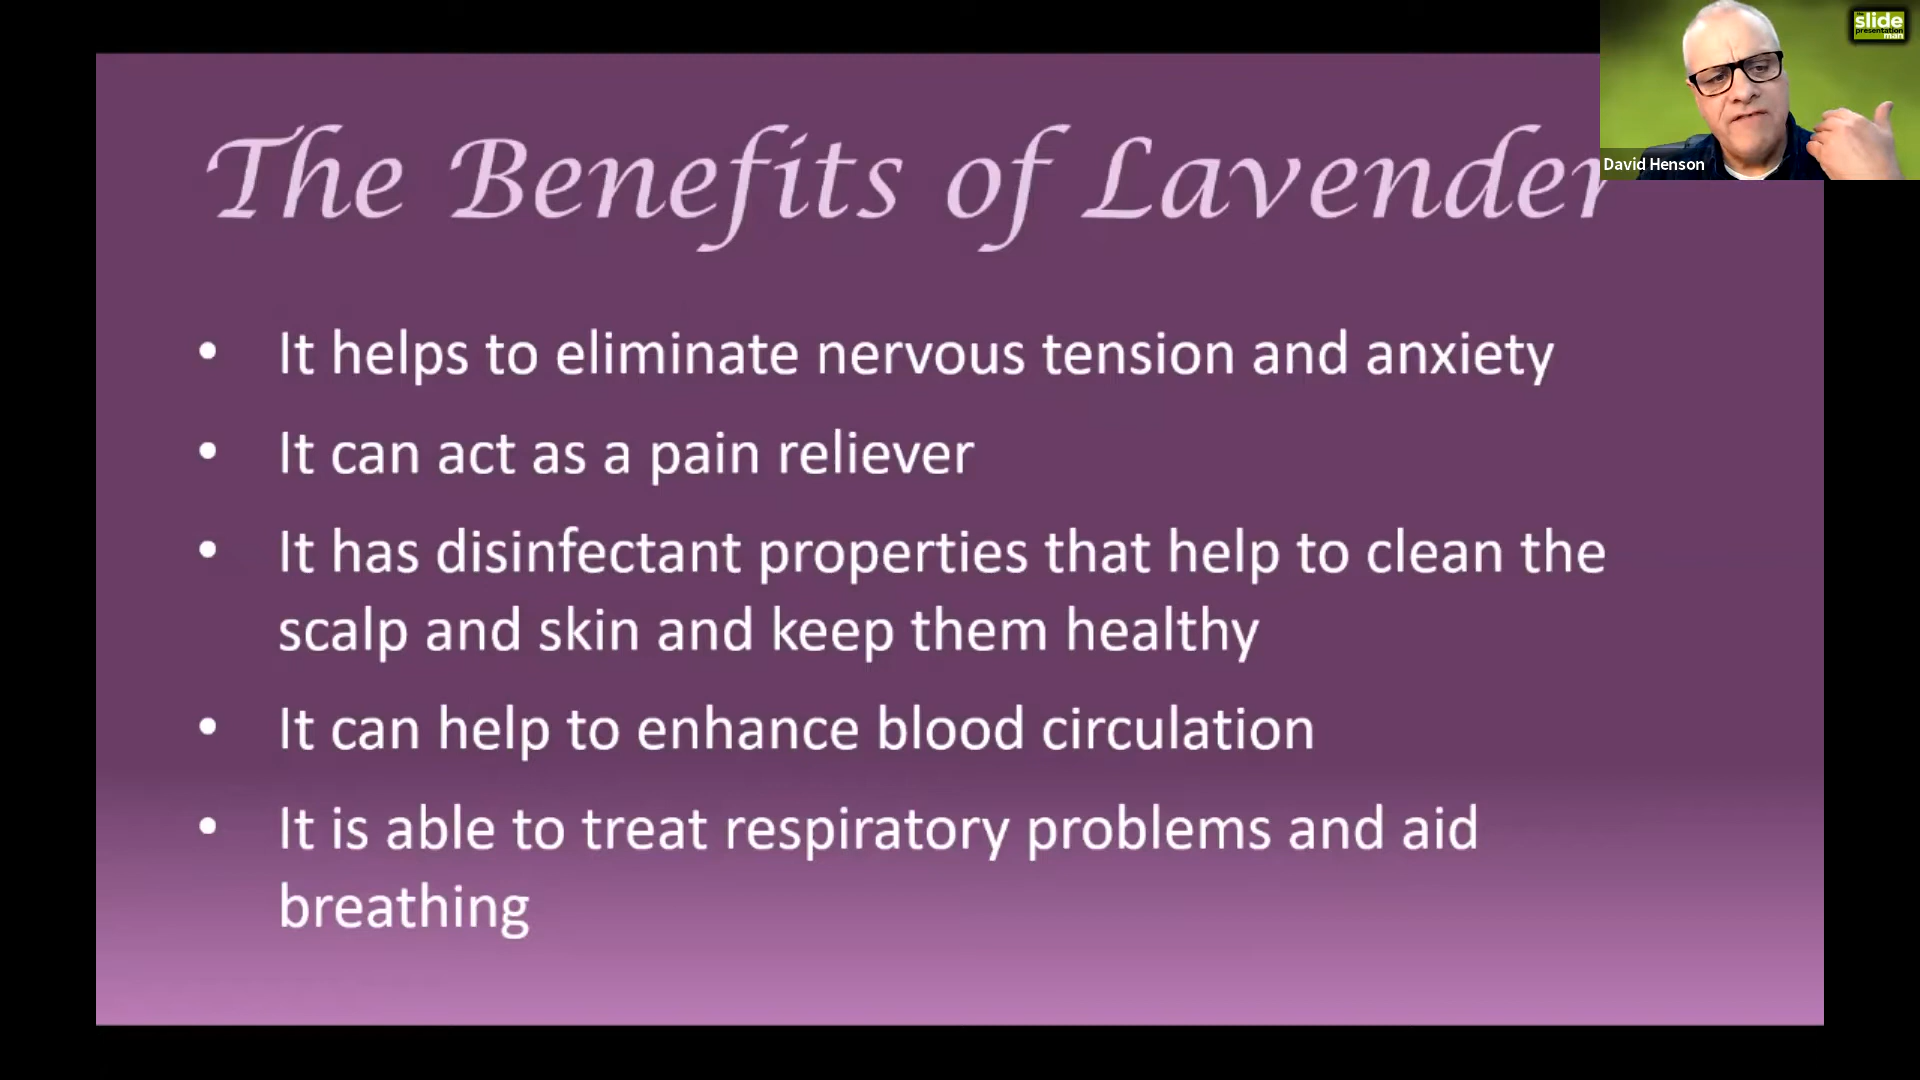 The Benefits of Lavender
• It helps to eliminate nervous tension and anxiety
• It can act as a pain reliever
• It has disinfectant properties that help to clean the
scalp and skin and keep them healthy
• It can help to enhance blood circulation
• It is able to treat respiratory problems and aid
breathing
slide
presentation
man
David Henson